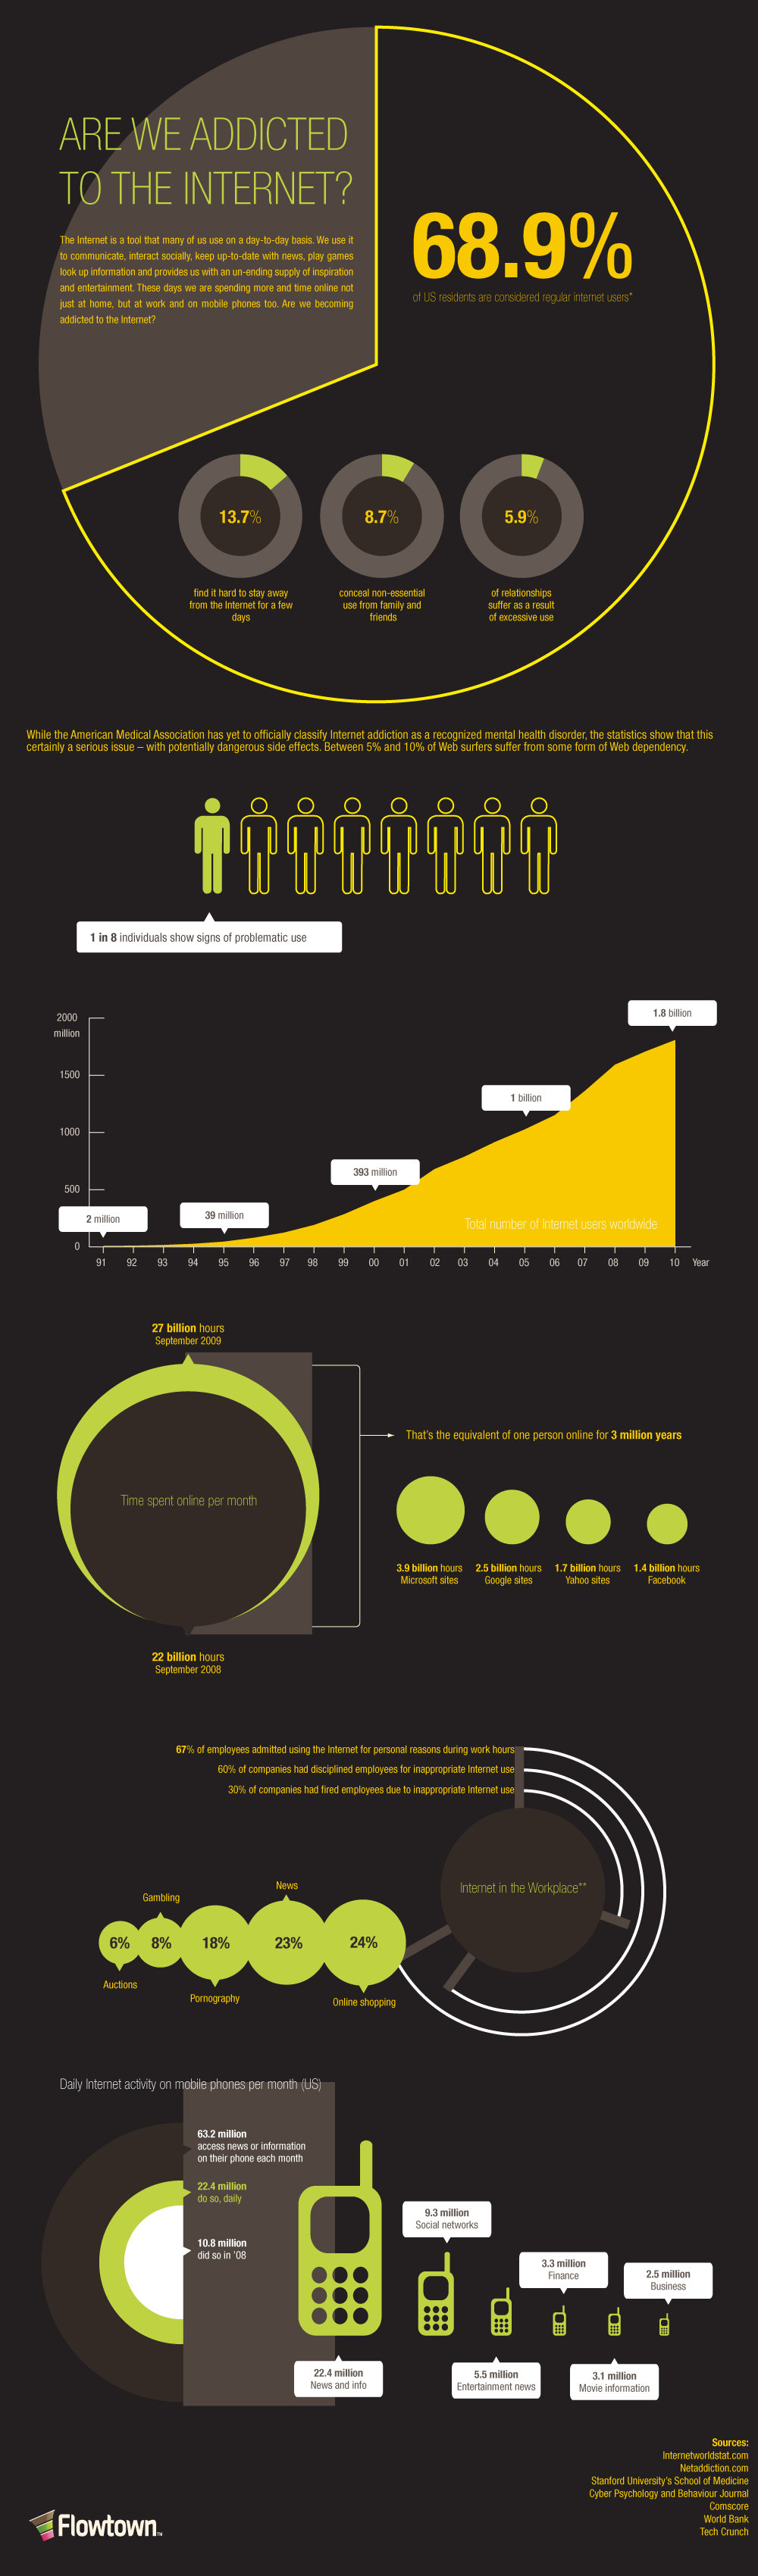 ARE WE ADDICTED
TO THE INTERNET?
The Internet is a tool that many of us use on a day-to-day basis. We use it
to communicate, interact socially, keep up-to-date with news, play games
look up information and provides us with an un-ending supply of inspiration
and entertainment. These days we are spending more and time online not
just at home, but at work and on mobile phones too. Are we becoming
addicted to the Internet?
68.9%
of US residents are considered regular internet users*
13.7%
find it hard to stay away
from the Internet for a few
days
8.7%
conceal non-essential
use from family and
friends
5.9%
of relationships
suffer as a result
of excessive use
While the American Medical Association has yet to officially classify Internet addiction as a recognized mental health disorder, the statistics show that this
certainly a serious issue – with potentially dangerous side effects. Between 5% and 10% of Web surfers suffer from some form of Web dependency.
1 in 8 individuals show signs of problematic use
2000
million
1500
1000
500
0
2 million
39 million
393 million
1 billion
1.8 billion
Total number of Internet users worldwide
91 92 93 94 95 96 97 98 99 00 01 02 03 04 05 06 07 08 09 10 Year
27 billion hours
September 2009
Time spent online per month
22 billion hours
September 2008
That's the equivalent of one person online for 3 million years
3.9 billion hours
Microsoft sites
2.5 billion hours
Google sites
1.7 billion hours
Yahoo sites
1.4 billion hours
Facebook
67% of employees admitted using the Internet for personal reasons during work hours
60% of companies had disciplined employees for inappropriate Internet use
30% of companies had fired employees due to inappropriate Internet use
Internet in the Workplace**
6%
Auctions
Gambling
8%
18%
Pornography
News
23%
24%
Online shopping
Daily Internet activity on mobile phones per month (US)
63.2 million
access news or information
on their phone each month
22.4 million
do so, daily
10.8 million
did so in '08
22.4 million
News and info
9.3 million
Social networks
5.5 million
Entertainment news
3.3 million
Finance
3.1 million
Movie information
2.5 million
Business
Sources:
Internetworldstat.com
Netaddiction.com
Stanford University's School of Medicine
Cyber Psychology and Behaviour Journal
Comscore
World Bank
Tech Crunch
Flowtown™